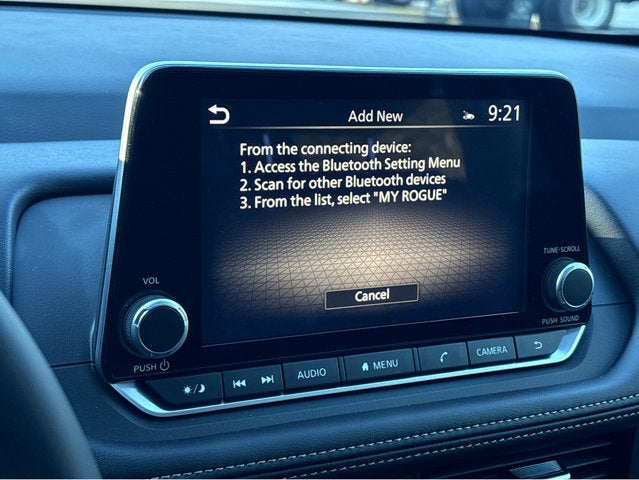 Add New
9:21
From the connecting device:
1. Access the Bluetooth Setting Menu
2. Scan for other Bluetooth devices
3. From the list, select "MY ROGUE"
Cancel
VOL
PUSH
TUNE·SCROLL
PUSH SOUND
AUDIO
MENU
CAMERA